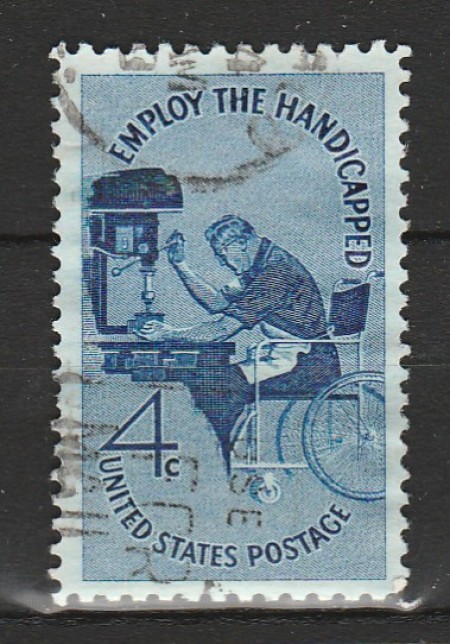 EMPLOY THE HANDICAPPED
4c
UNITED STATES POSTAGE